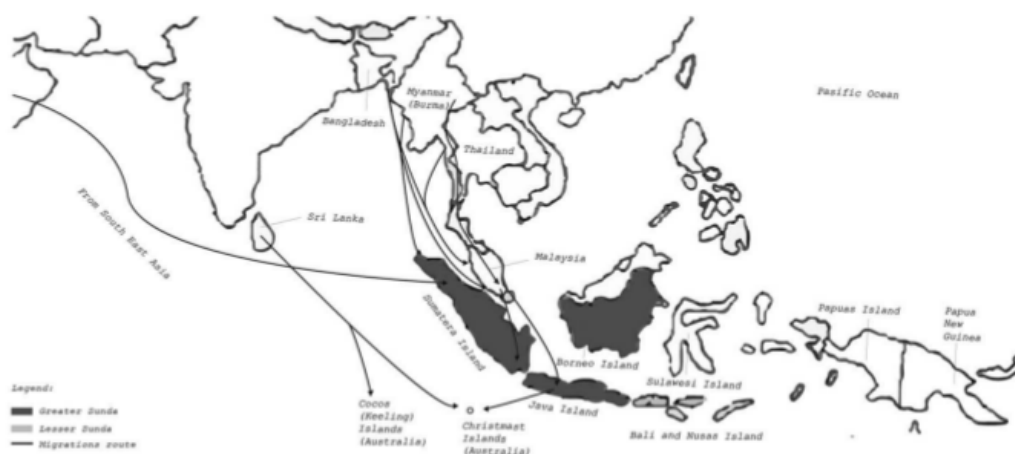 Pasific Ocean
Myanmar
(Burma)
Bangladesh
Thailand
Sri Lanka
From South East Asia
Malaysia
Sumatera Island
Papuas Island
Papua
New
Guinea
Borneo Island
Sulawesi Island
Java Island
Bali and Nusas Island
Cocos
(Keeling)
Islands
(Australia)
Christmast
Islands
(Australia)
Legend:
Greater Sunda
Lesser Sunda
Migrations route